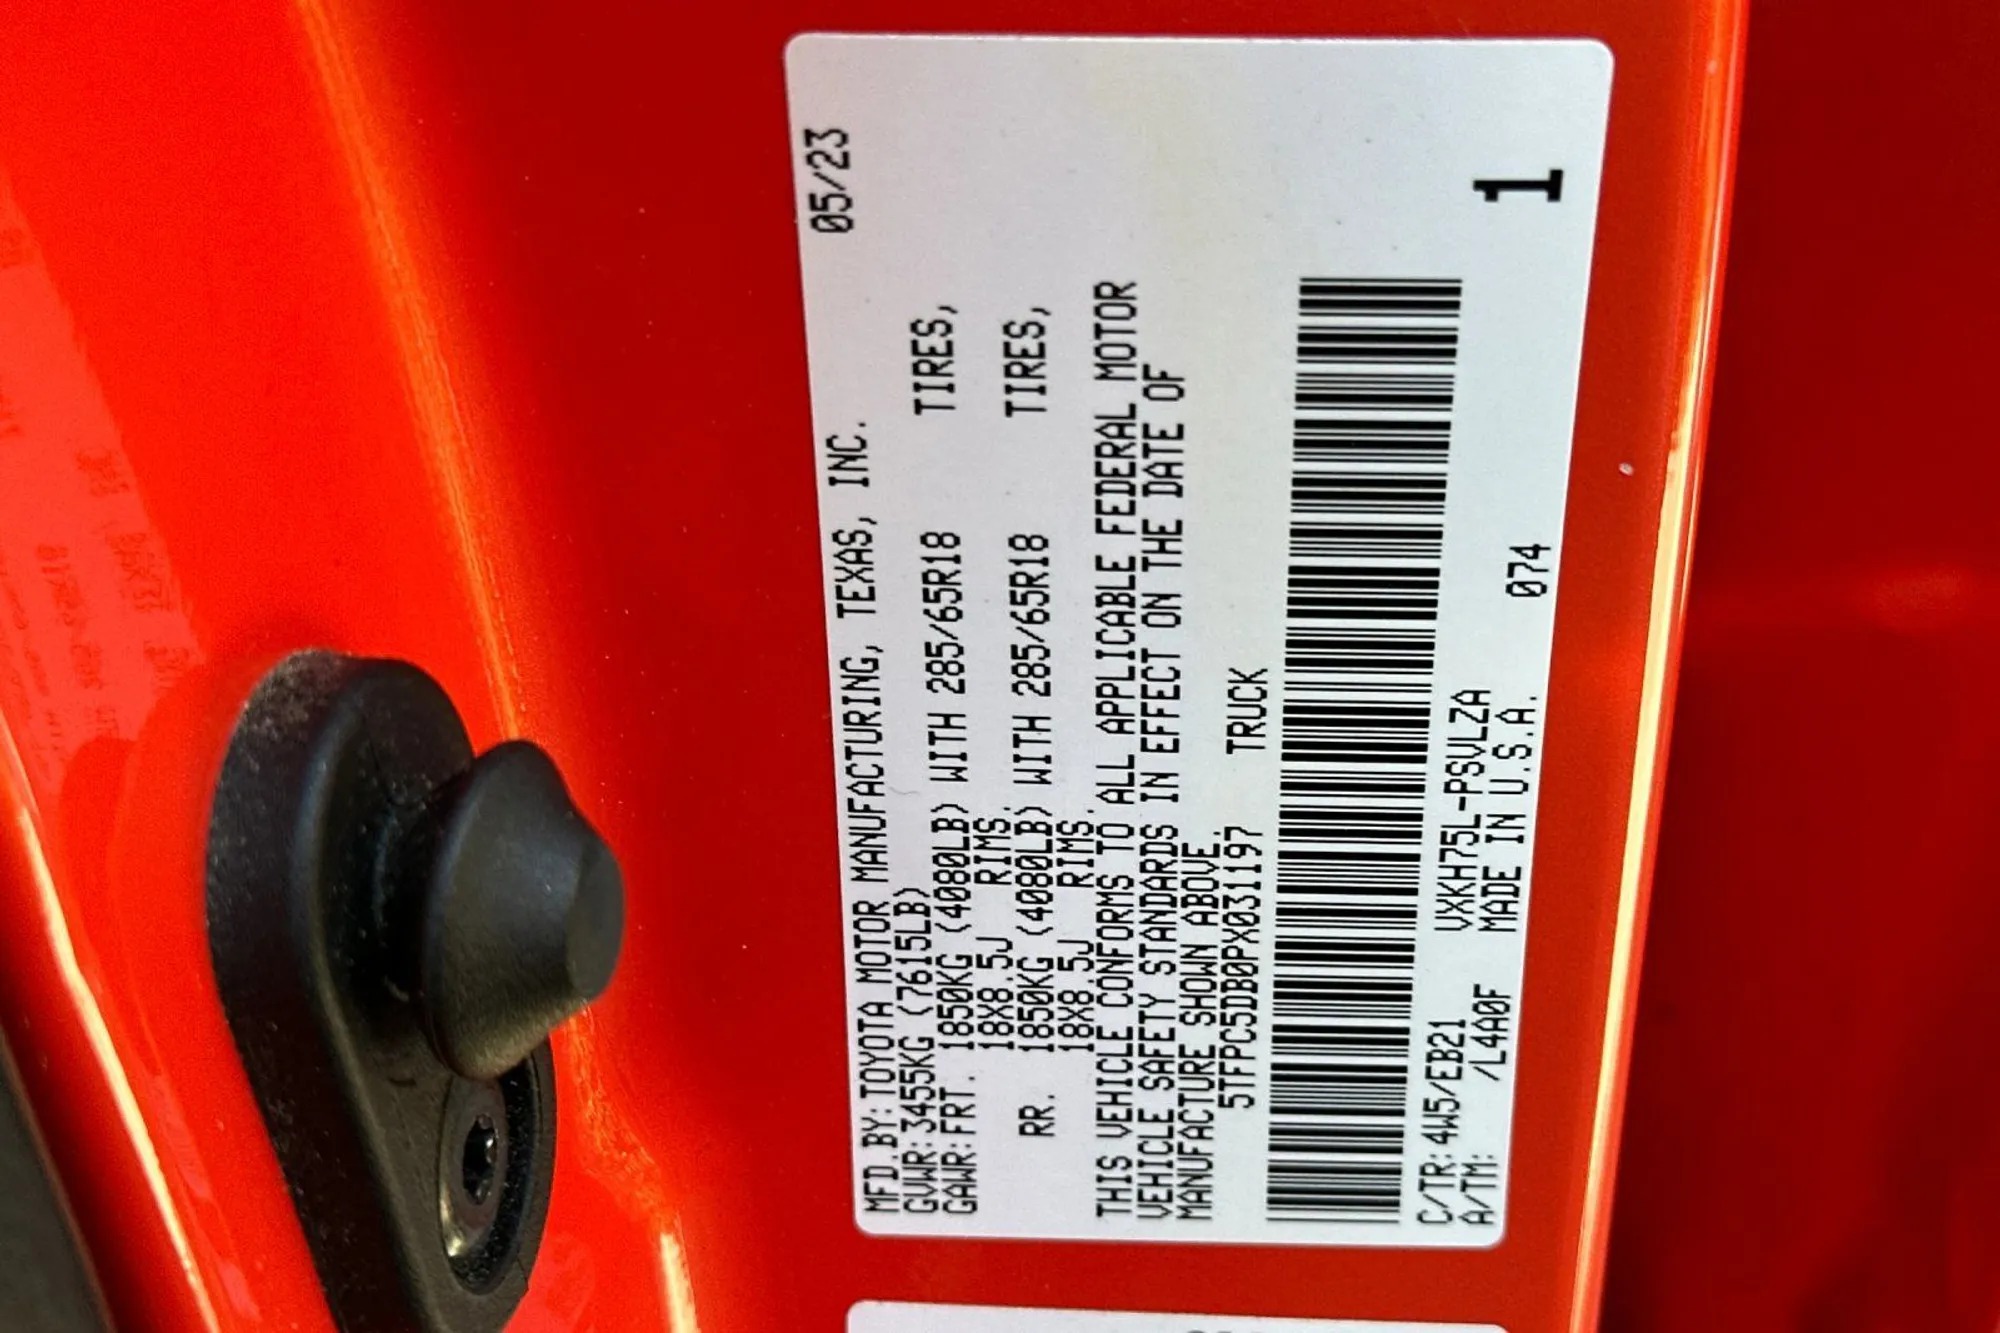 05/23
MFD.BY:TOYOTA MOTOR MANUFACTURING, TEXAS, INC.
GVWR:3455KG (7615LB)
GAWR:FRT. 1850KG (4080LB) WITH 285/65R18 TIRES,
18X8.5J RIMS.
RR. 1850KG (4080LB) WITH 285/65R18 TIRES,
18X8.5J RIMS.
THIS VEHICLE CONFORMS TO ALL APPLICABLE FEDERAL MOTOR
VEHICLE SAFETY STANDARDS IN EFFECT ON THE DATE OF
MANUFACTURE SHOWN ABOVE.
5TFPC5DB0PX031197 TRUCK
C/TR:4W5/EB21 VXKH75L-PSVLZA
A/TM: /L4A0F MADE IN U.S.A. 074
1